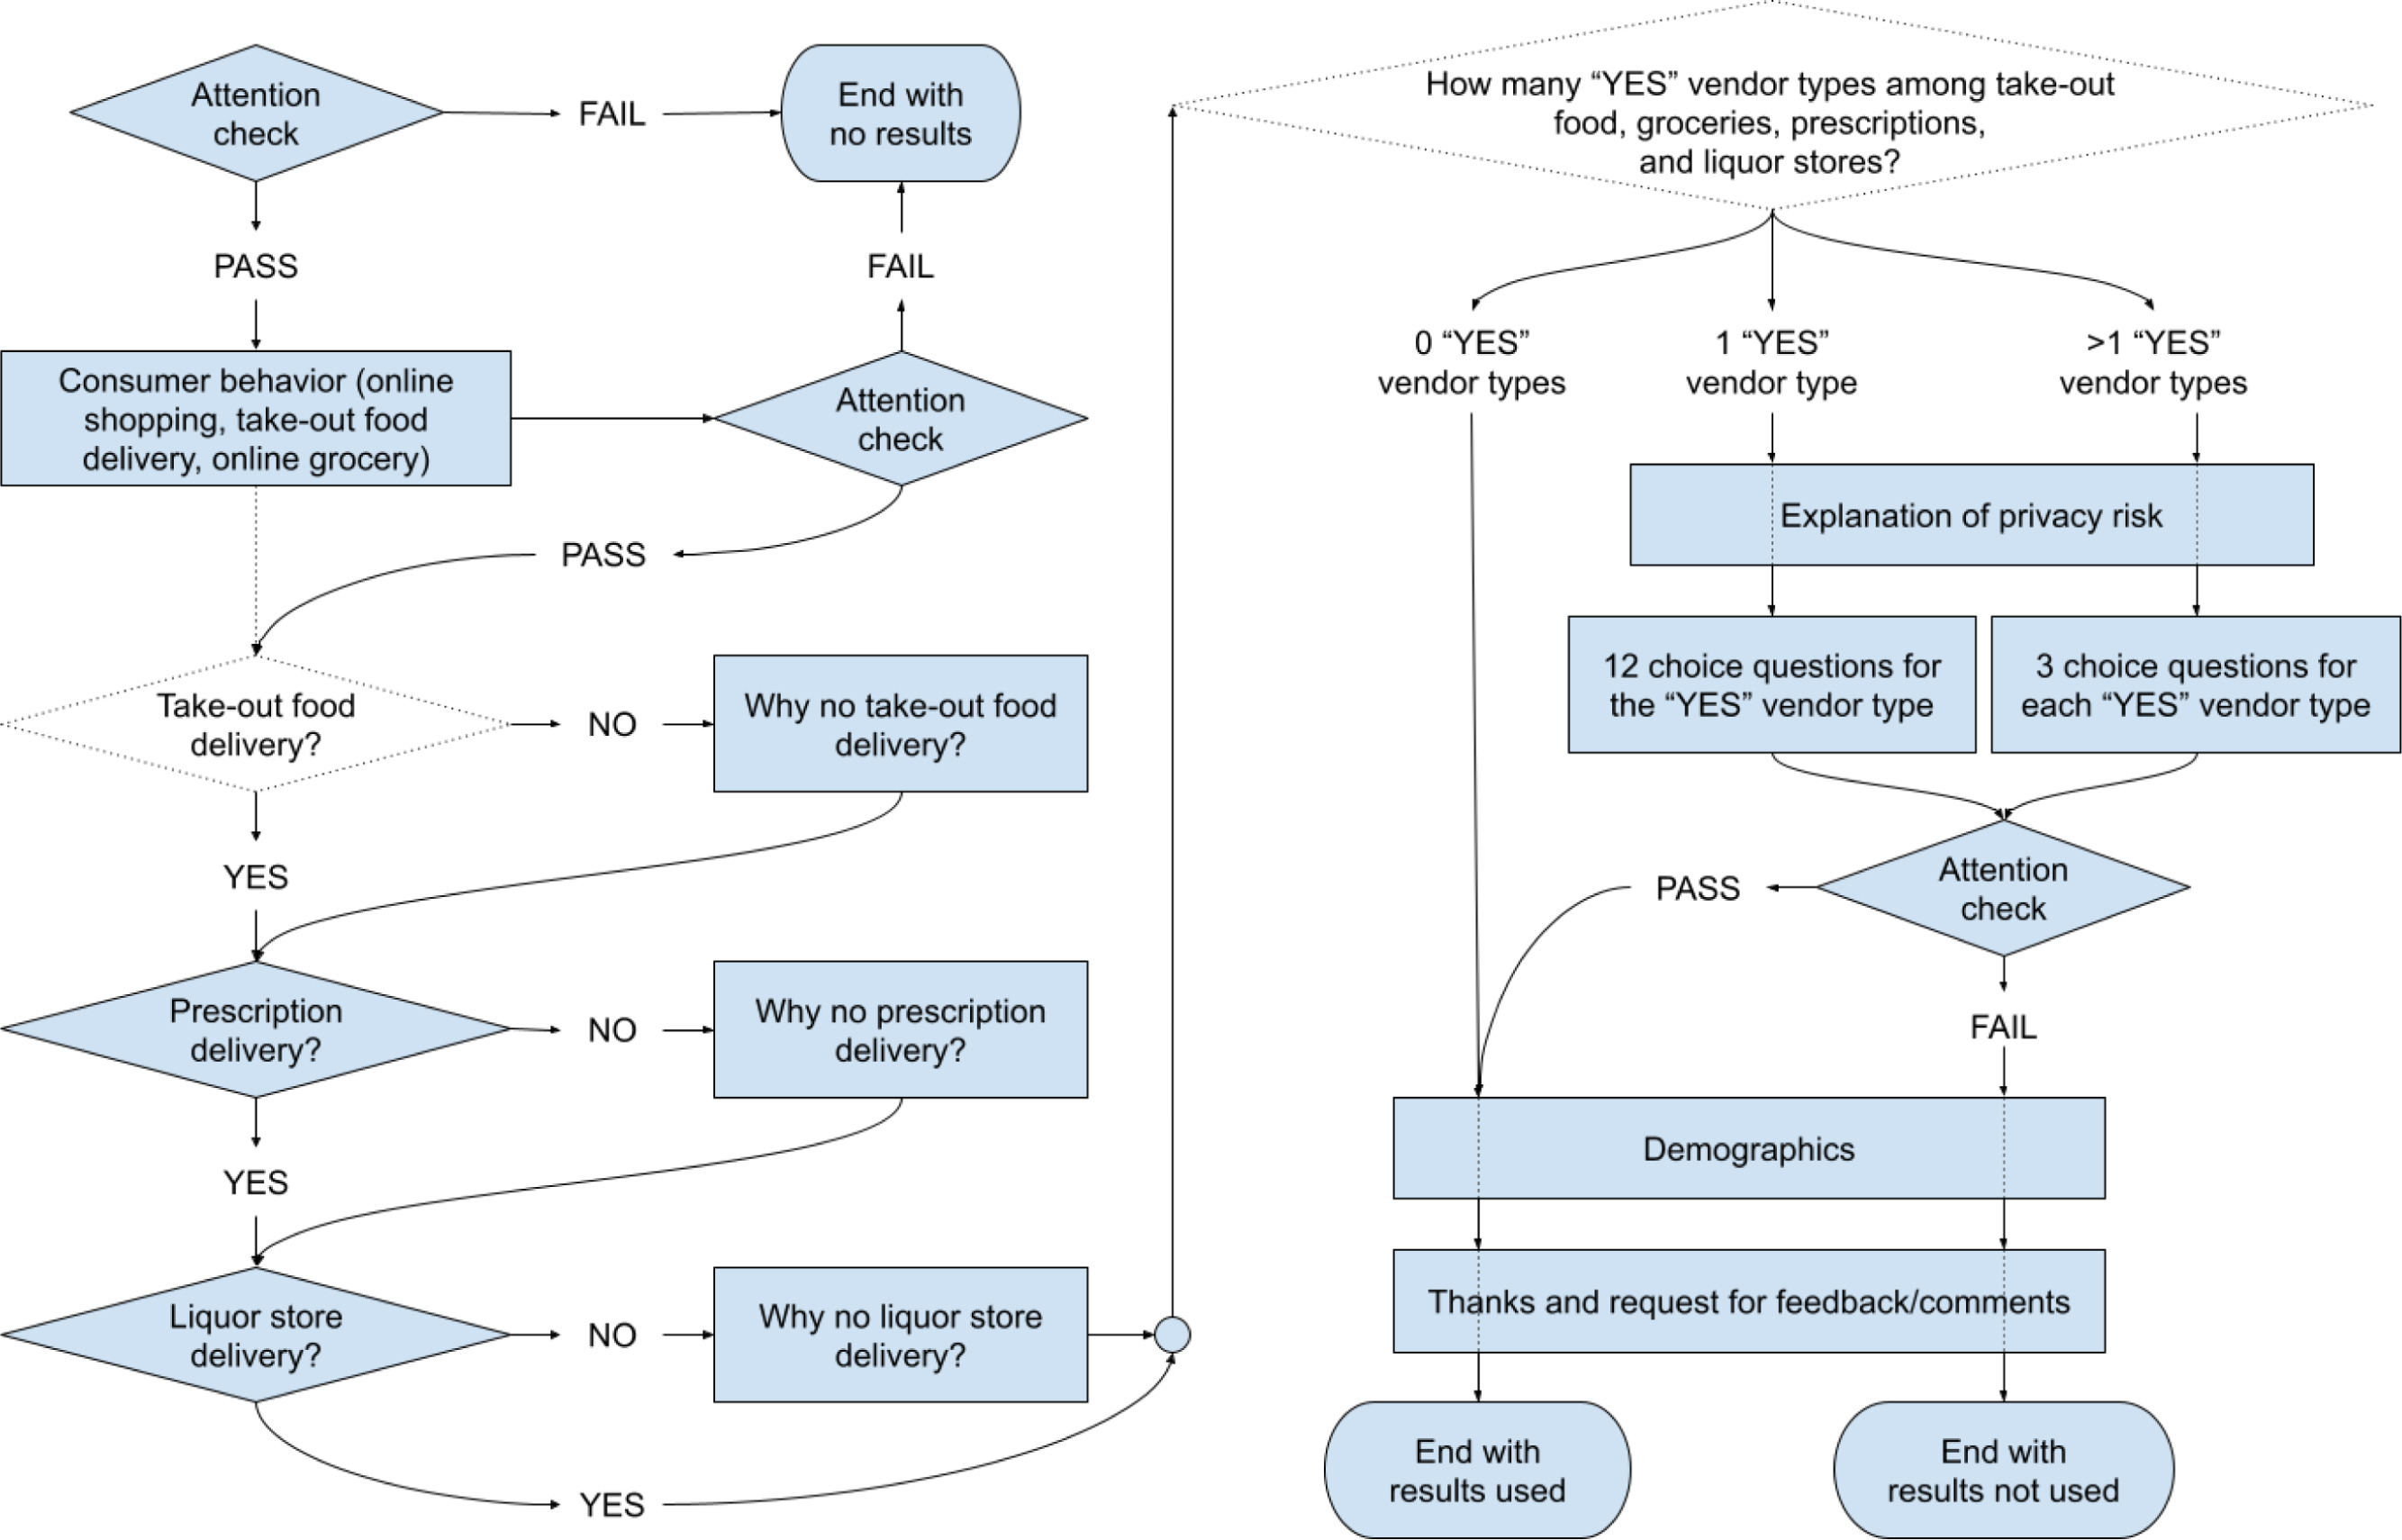 Attention
check
FAIL
End with
no results
PASS
FAIL
Consumer behavior (online
shopping, take-out food
delivery, online grocery)
Attention
check
PASS
Take-out food
delivery?
NO
Why no take-out food
delivery?
YES
Prescription
delivery?
NO
Why no prescription
delivery?
YES
Liquor store
delivery?
NO
Why no liquor store
delivery?
YES
How many “YES” vendor types among take-out
food, groceries, prescriptions,
and liquor stores?
0 “YES”
vendor types
1 “YES”
vendor type
>1 “YES”
vendor types
Explanation of privacy risk
12 choice questions for
the “YES” vendor type
3 choice questions for
each “YES” vendor type
Attention
check
PASS
FAIL
Demographics
Thanks and request for feedback/comments
End with
results used
End with
results not used